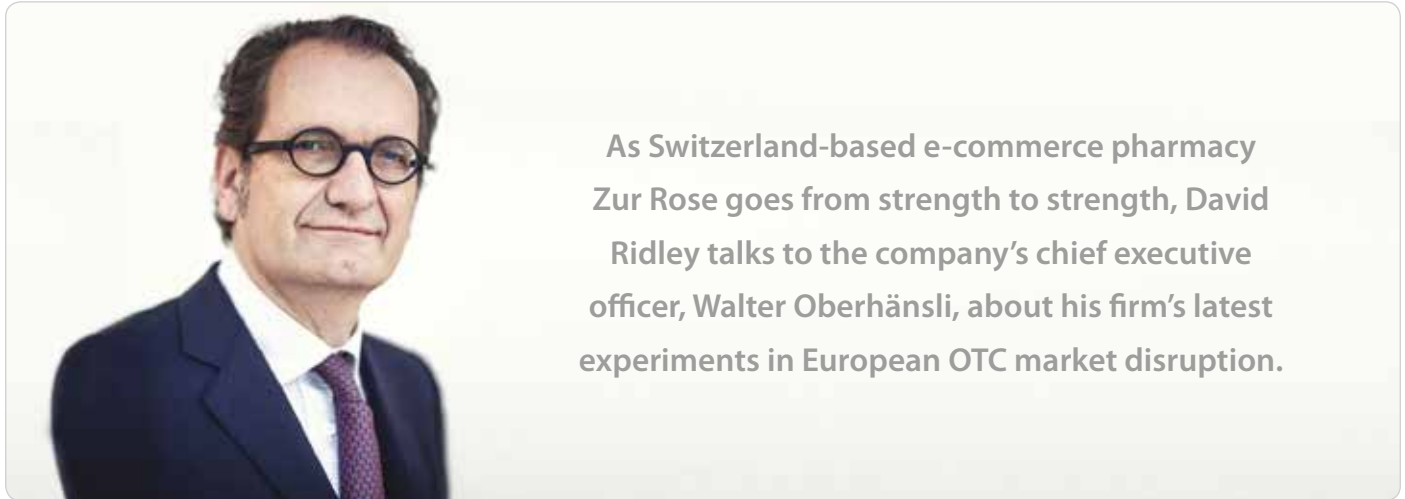 As Switzerland-based e-commerce pharmacy
Zur Rose goes from strength to strength, David
Ridley talks to the company’s chief executive
officer, Walter Oberhänsli, about his firm’s latest
experiments in European OTC market disruption.